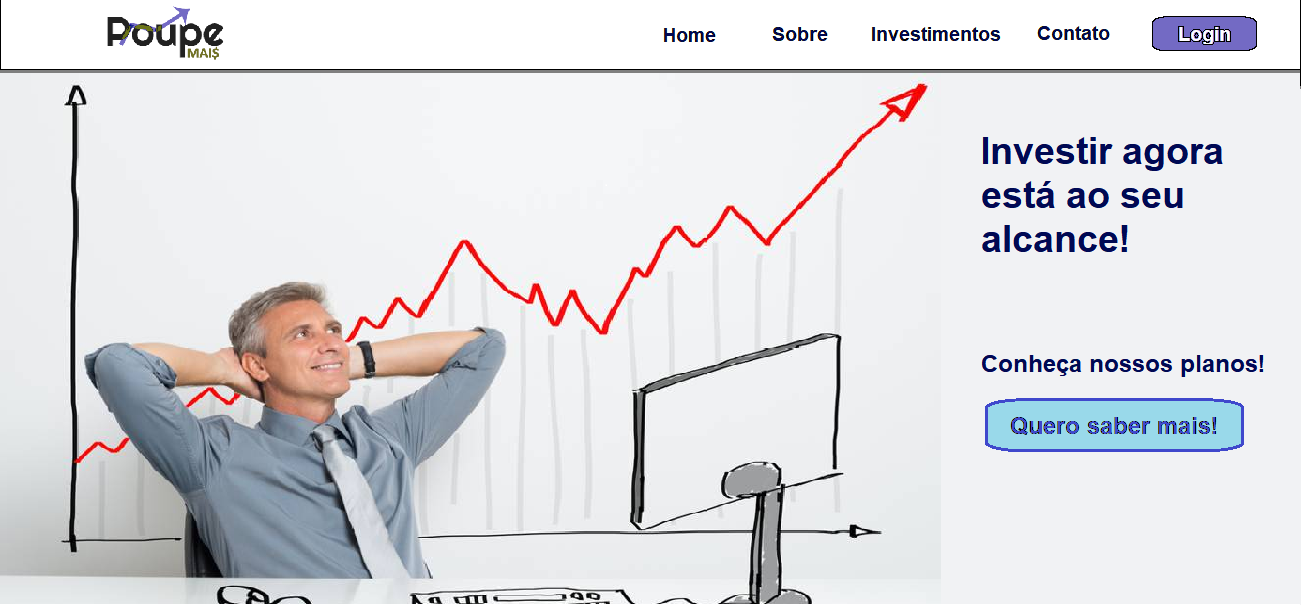 Poupe
MAI$
Home
Sobre
Investimentos
Contato
Login
Investir agora
está ao seu
alcance!
Conheça nossos planos!
Quero saber mais!